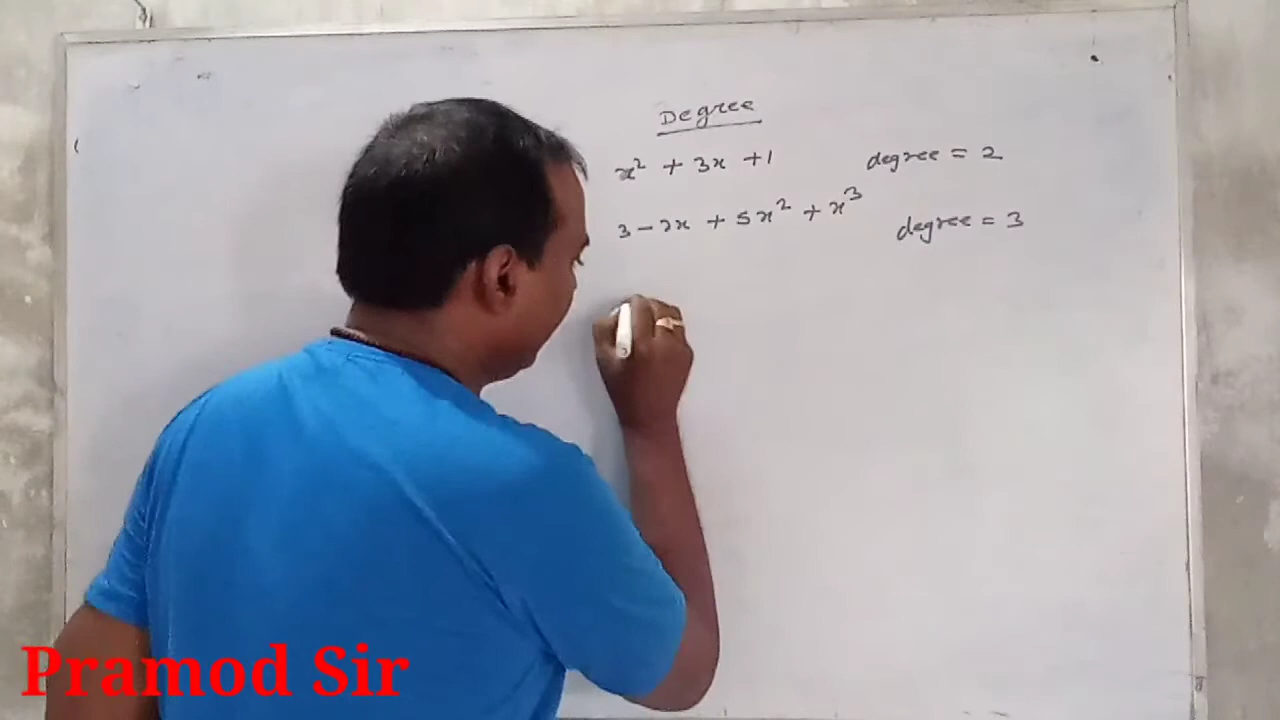 Degree
x² + 3x + 1 degree = 2
3 - 2x + 5x² + x³ degree = 3
Pramod Sir